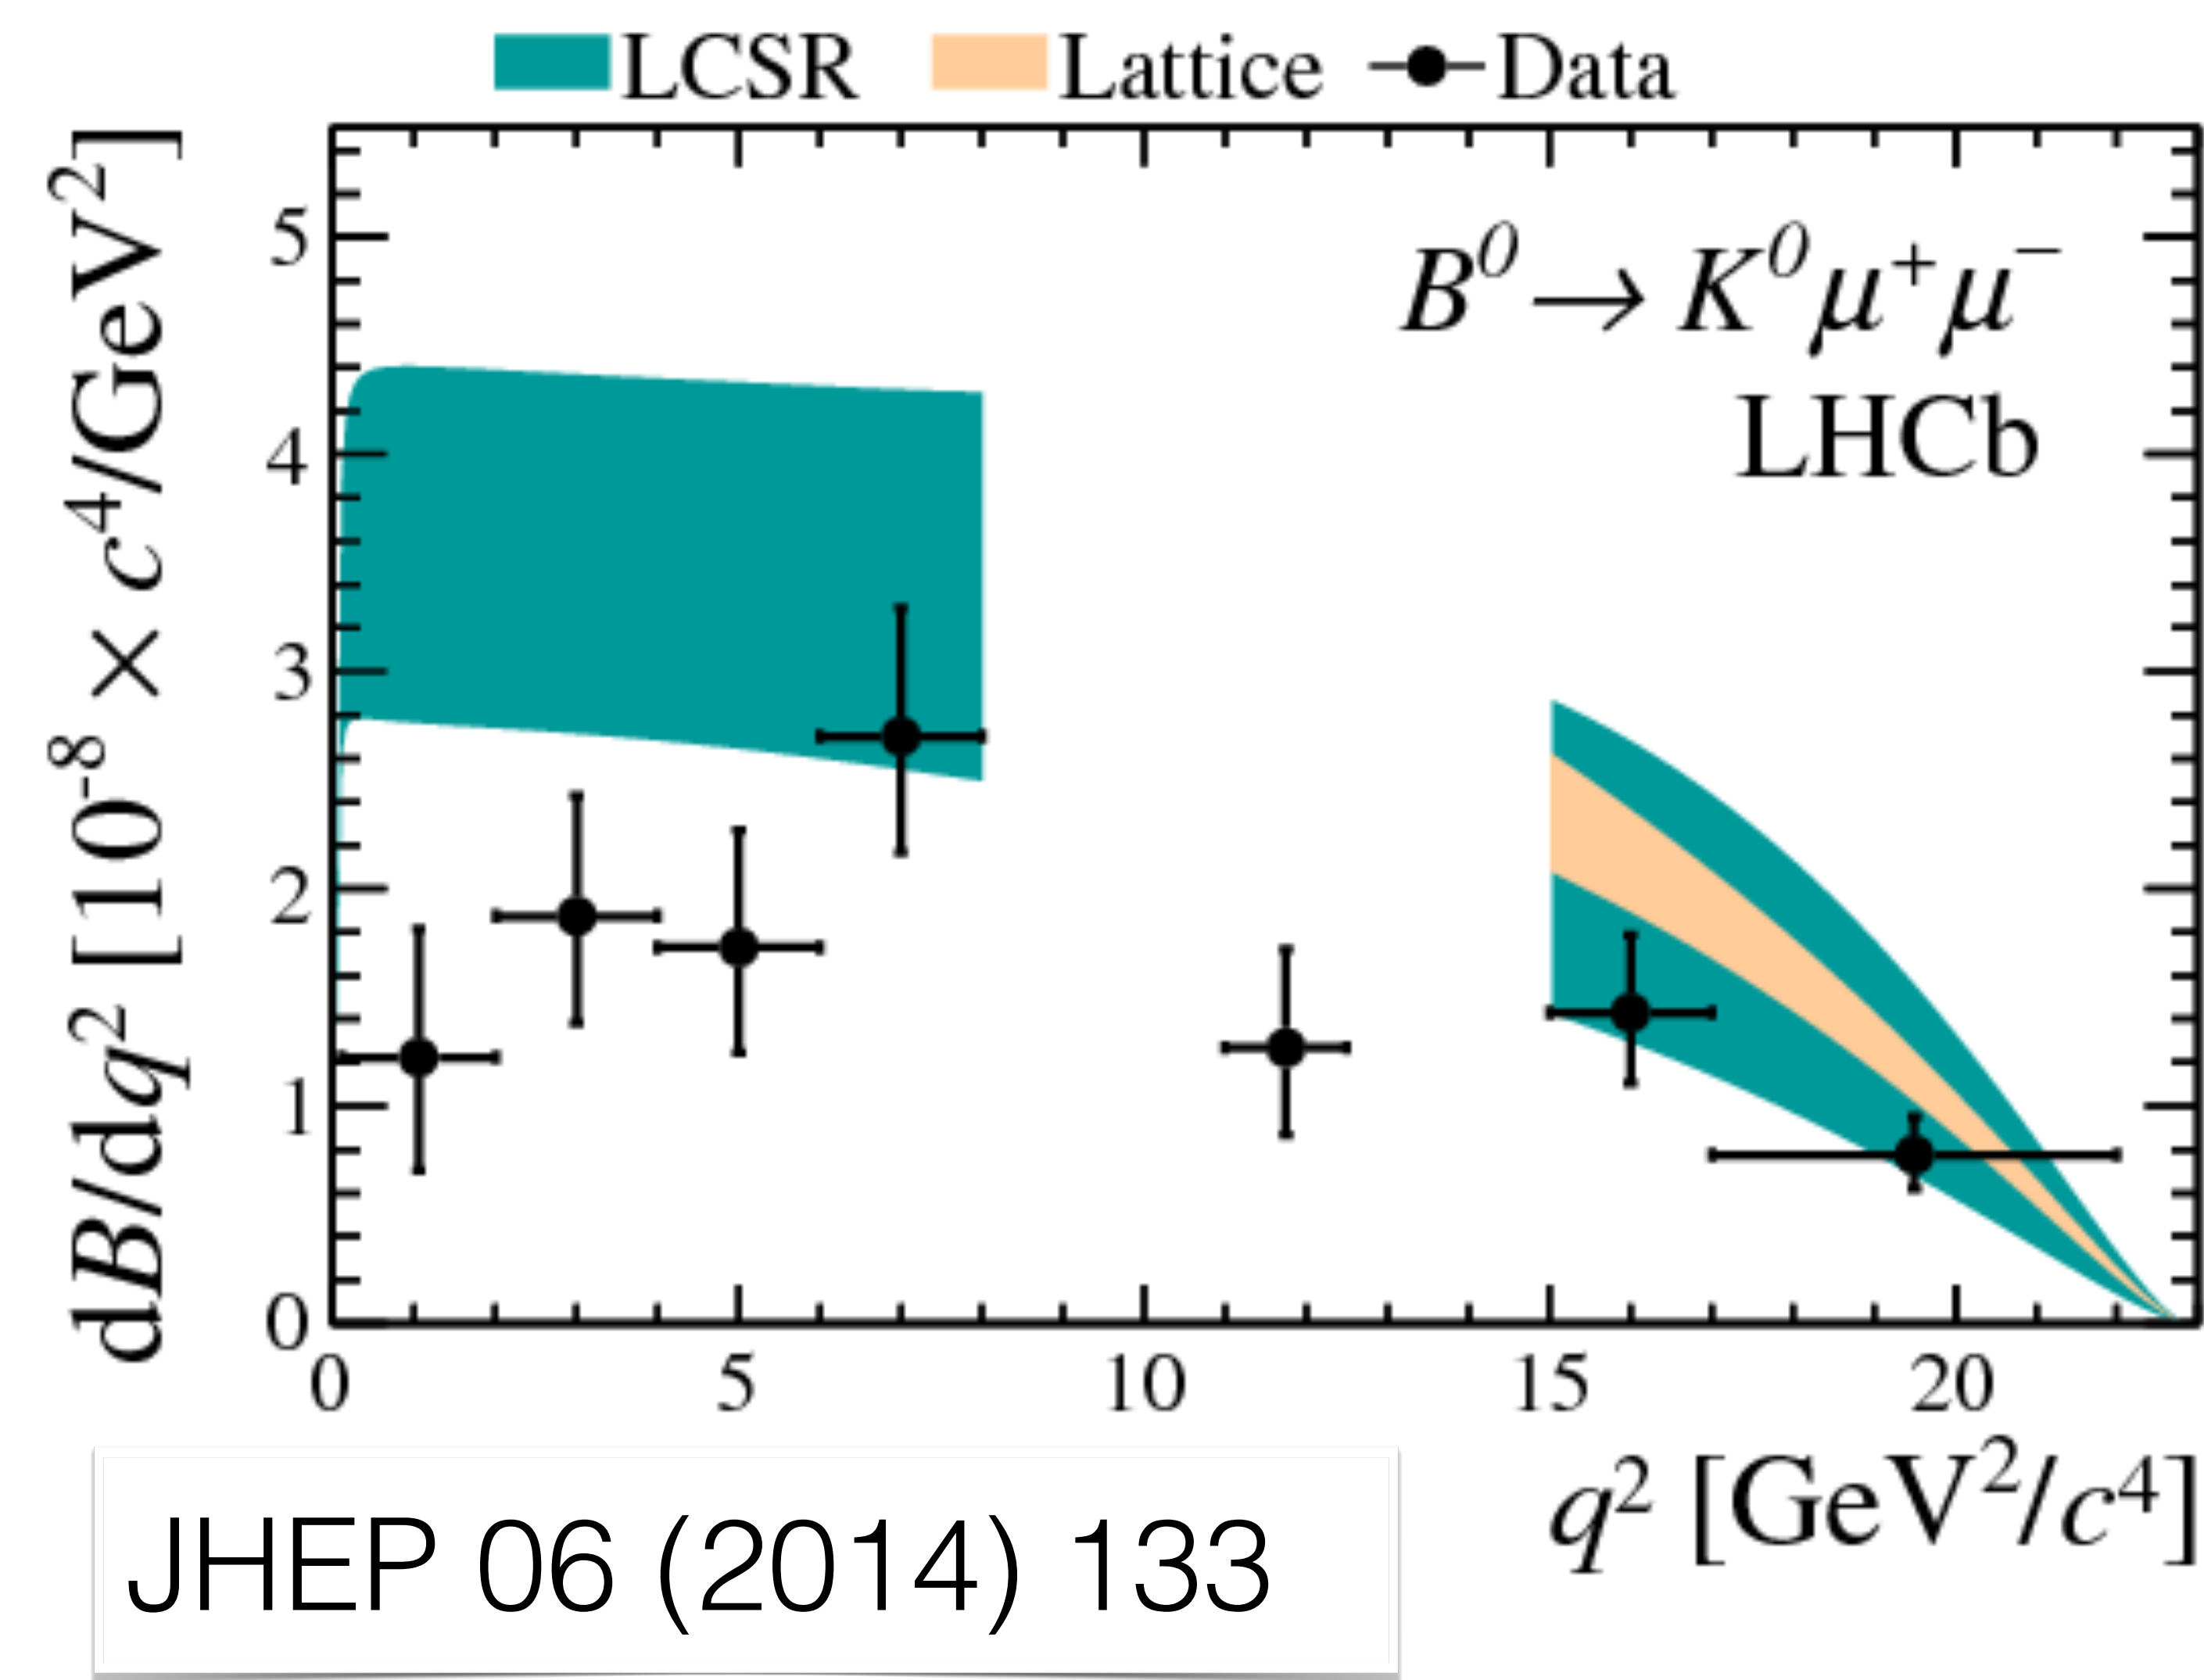 LCSR Lattice Data
dB/dq² [10⁻⁸ × c⁴/GeV²]
5
4
3
2
1
0
B⁰ → K⁰μ⁺μ⁻
LHCb
0 5 10 15 20
q² [GeV²/c⁴]
JHEP 06 (2014) 133